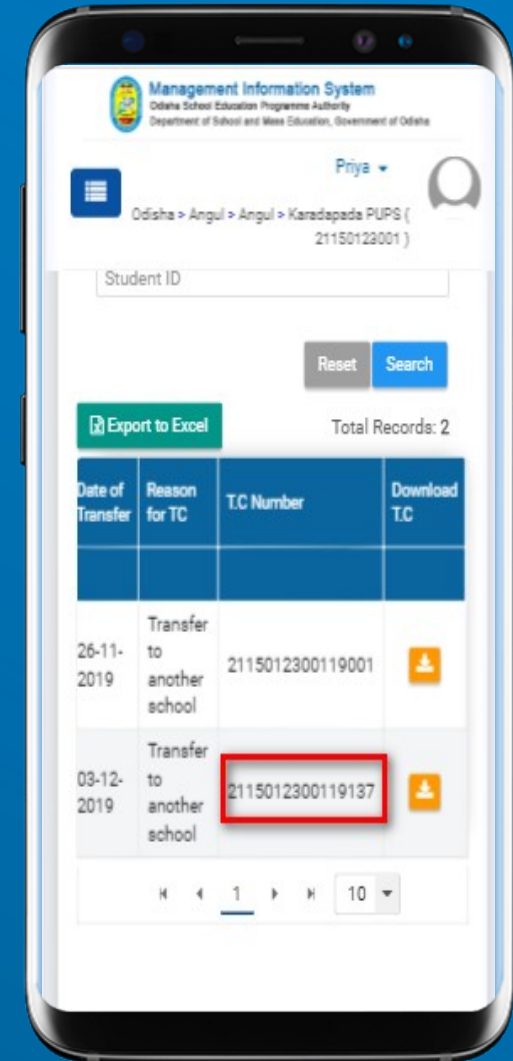 Management Information System
Odisha School Education Programme Authority
Department of School and Mass Education, Government of Odisha
Priya
Odisha > Angul > Angul > Karadapada PUPS (
21150123001 )
Student ID
Reset Search
Export to Excel Total Records: 2
Date of Transfer Reason for TC T.C Number Download T.C
26-11-2019 Transfer to another school 2115012300119001
03-12-2019 Transfer to another school 2115012300119137
1 10